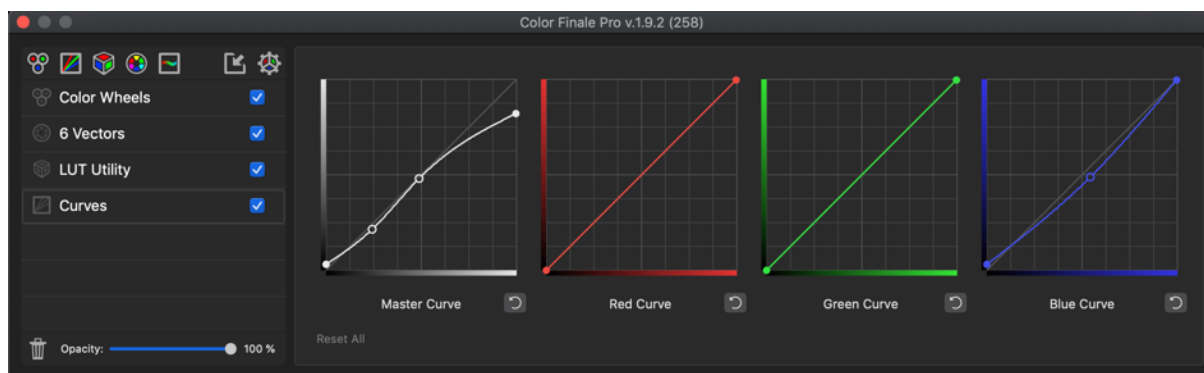 Color Finale Pro v.1.9.2 (258)
Color Wheels
6 Vectors
LUT Utility
Curves
Opacity: 100 %
Master Curve
Red Curve
Green Curve
Blue Curve
Reset All